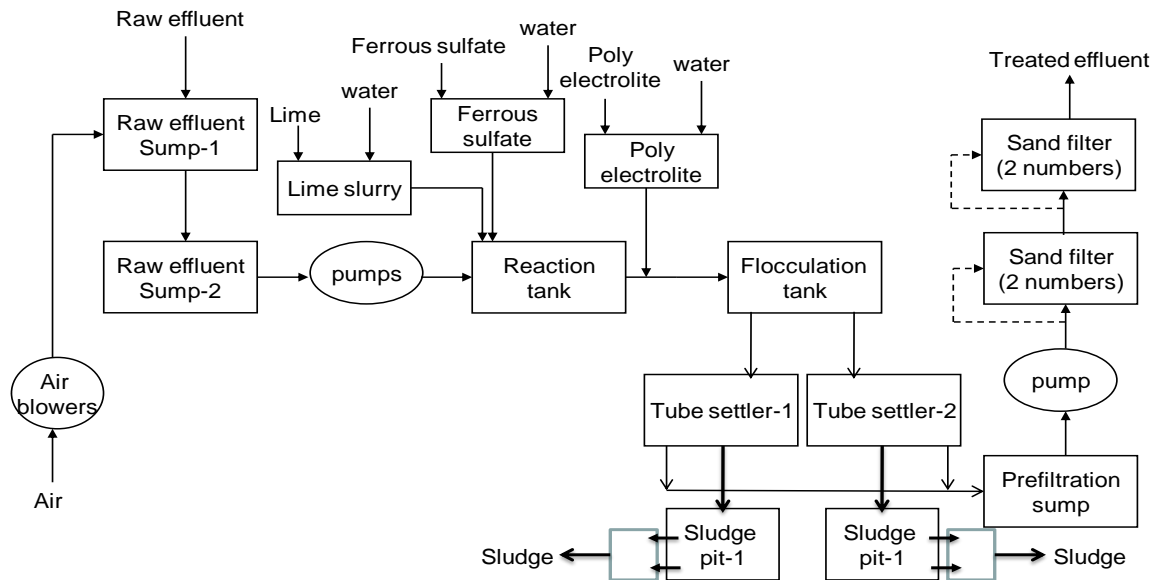 Raw effluent
Raw effluent
Sump-1
Raw effluent
Sump-2
Air
blowers
Air
Lime
water
Lime slurry
Ferrous sulfate
water
Ferrous
sulfate
Poly
electrolite
water
Poly
electrolite
pumps
Reaction
tank
Flocculation
tank
Tube settler-1
Tube settler-2
Sludge
pit-1
Sludge
Sludge
pit-1
Sludge
Prefiltration
sump
pump
Sand filter
(2 numbers)
Sand filter
(2 numbers)
Treated effluent